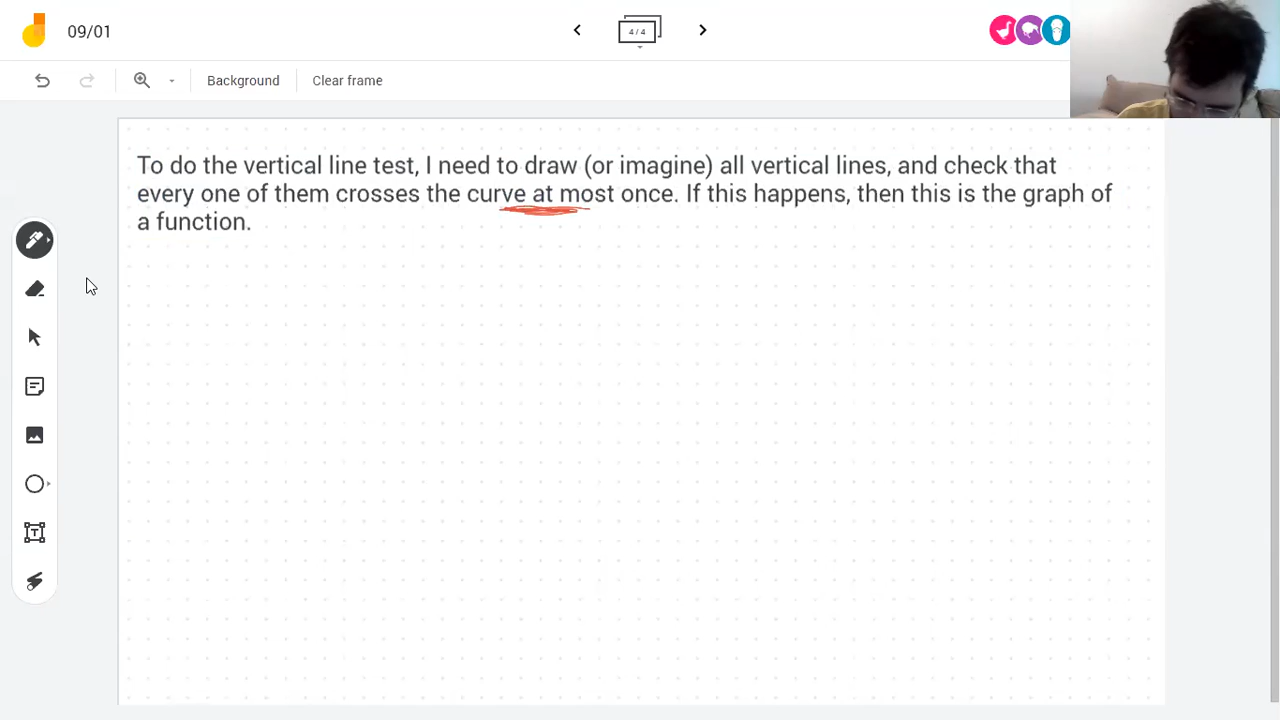 09/01
4 / 4
Background
Clear frame
To do the vertical line test, I need to draw (or imagine) all vertical lines, and check that
every one of them crosses the curve at most once. If this happens, then this is the graph of
a function.
T